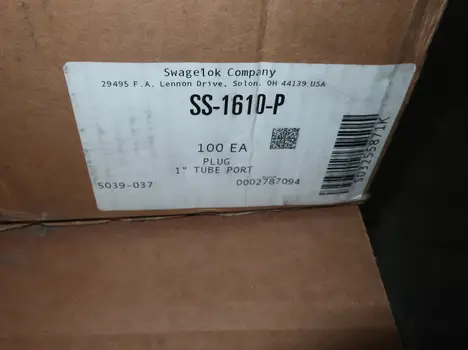 Swagelok Company
29495 F.A. Lennon Drive, Solon, OH 44139 USA
SS-1610-P
100 EA
PLUG
1" TUBE PORT
5039-037
0002787094